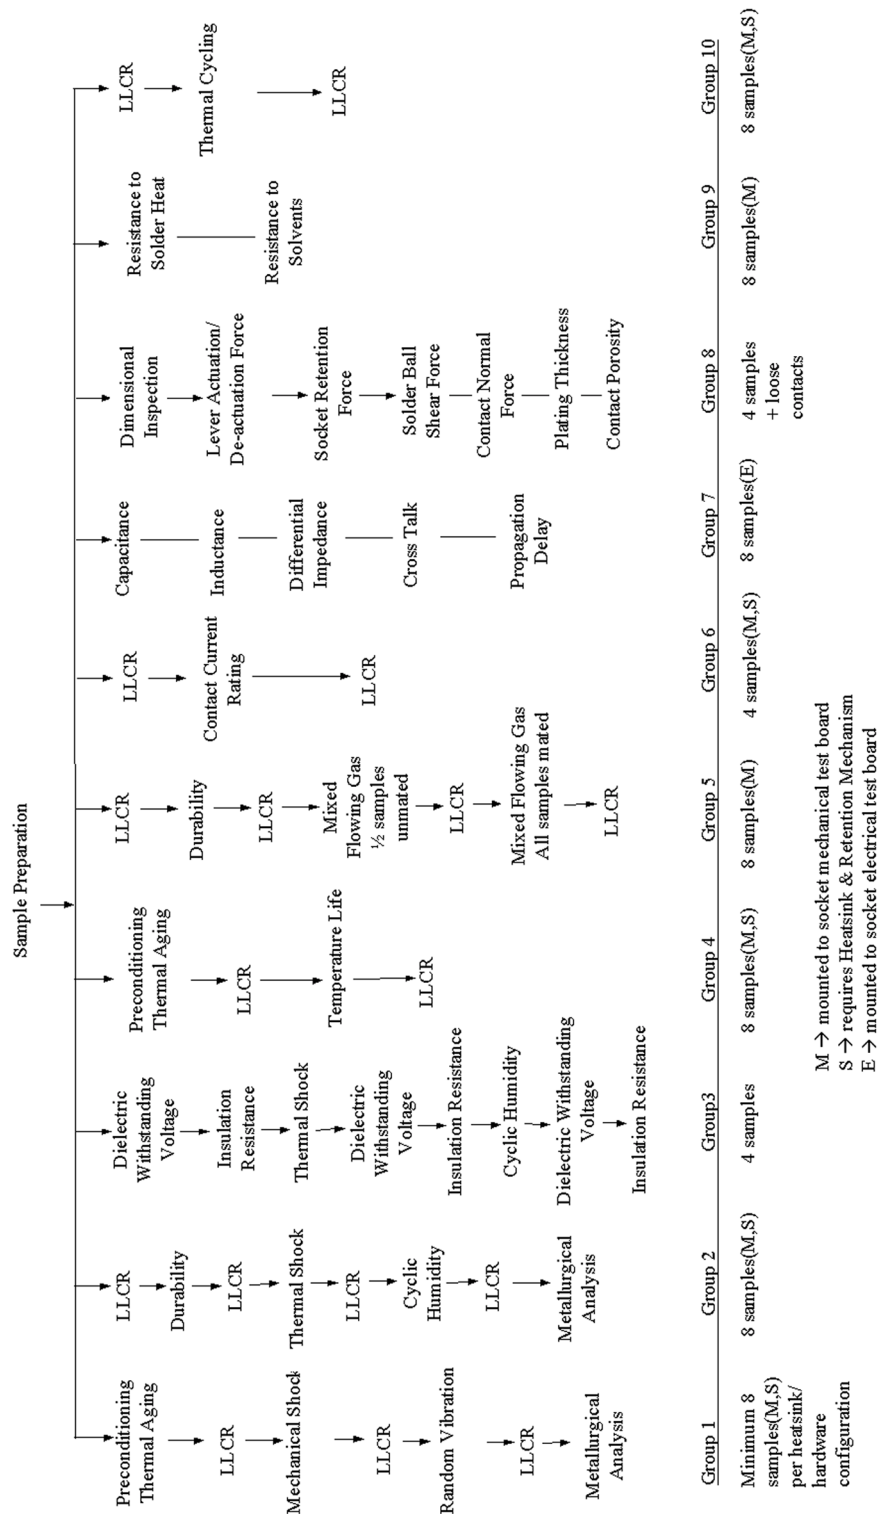 Sample Preparation
Preconditioning
Thermal Aging
LLCR
Mechanical Shock
LLCR
Random Vibration
LLCR
Metallurgical
Analysis
Group 1
Minimum 8
samples(M,S)
per heatsink/
hardware
configuration
LLCR
Durability
LLCR
Thermal Shock
LLCR
Cyclic
Humidity
LLCR
Metallurgical
Analysis
Group 2
8 samples(M,S)
Dielectric
Withstanding
Voltage
Insulation
Resistance
Thermal Shock
Dielectric
Withstanding
Voltage
Insulation Resistance
Cyclic Humidity
Dielectric Withstanding
Voltage
Insulation Resistance
Group3
4 samples
Preconditioning
Thermal Aging
LLCR
Temperature Life
LLCR
Group 4
8 samples(M,S)
LLCR
Durability
LLCR
Mixed
Flowing Gas
½ samples
unmated
LLCR
Mixed Flowing Gas
All samples mated
LLCR
Group 5
8 samples(M)
LLCR
Contact Current
Rating
LLCR
Group 6
4 samples(M,S)
Capacitance
Inductance
Differential
Impedance
Cross Talk
Propagation
Delay
Group 7
8 samples(E)
Dimensional
Inspection
Lever Actuation/
De-actuation Force
Socket Retention
Force
Solder Ball
Shear Force
Contact Normal
Force
Plating Thickness
Contact Porosity
Group 8
4 samples
+ loose
contacts
Resistance to
Solder Heat
Resistance to
Solvents
Group 9
8 samples(M)
LLCR
Thermal Cycling
LLCR
Group 10
8 samples(M,S)
M → mounted to socket mechanical test board
S → requires Heatsink & Retention Mechanism
E → mounted to socket electrical test board